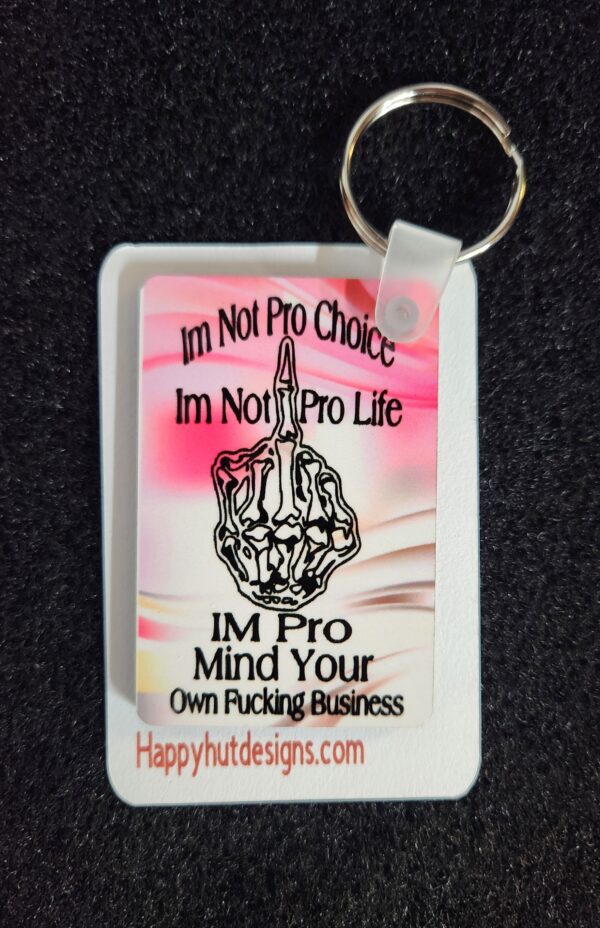 Im Not Pro Choice
Im Not Pro Life
IM Pro
Mind Your
Own Fucking Business
Happyhutdesigns.com